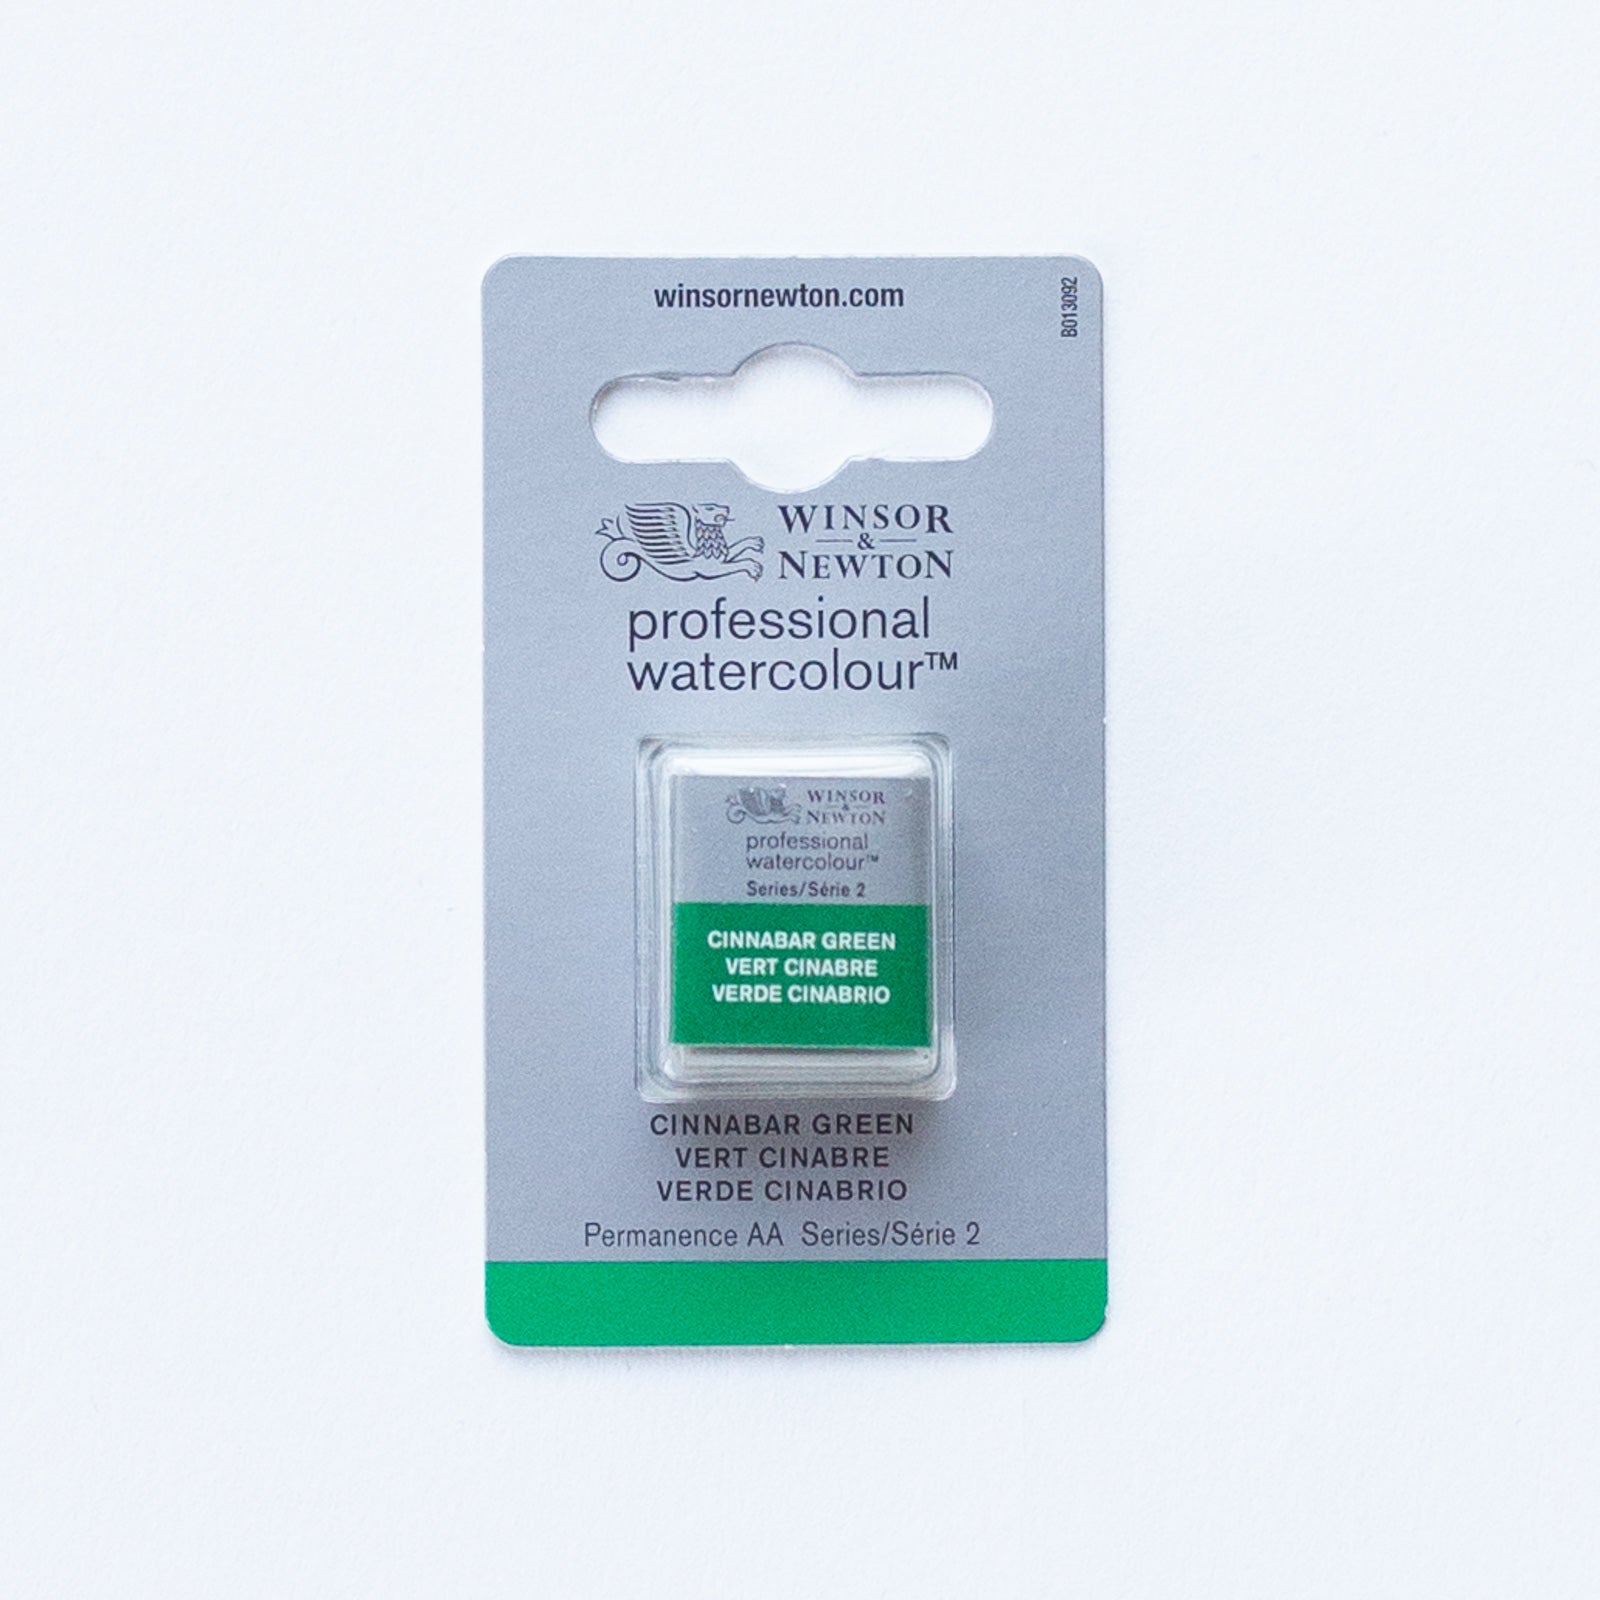 winsornewton.com
B013092
WINSOR
&
NEWTON
professional
watercolour™
WINSOR
&
NEWTON
professional
watercolour™
Series/Série 2
CINNABAR GREEN
VERT CINABRE
VERDE CINABRIO
CINNABAR GREEN
VERT CINABRE
VERDE CINABRIO
Permanence AA Series/Série 2